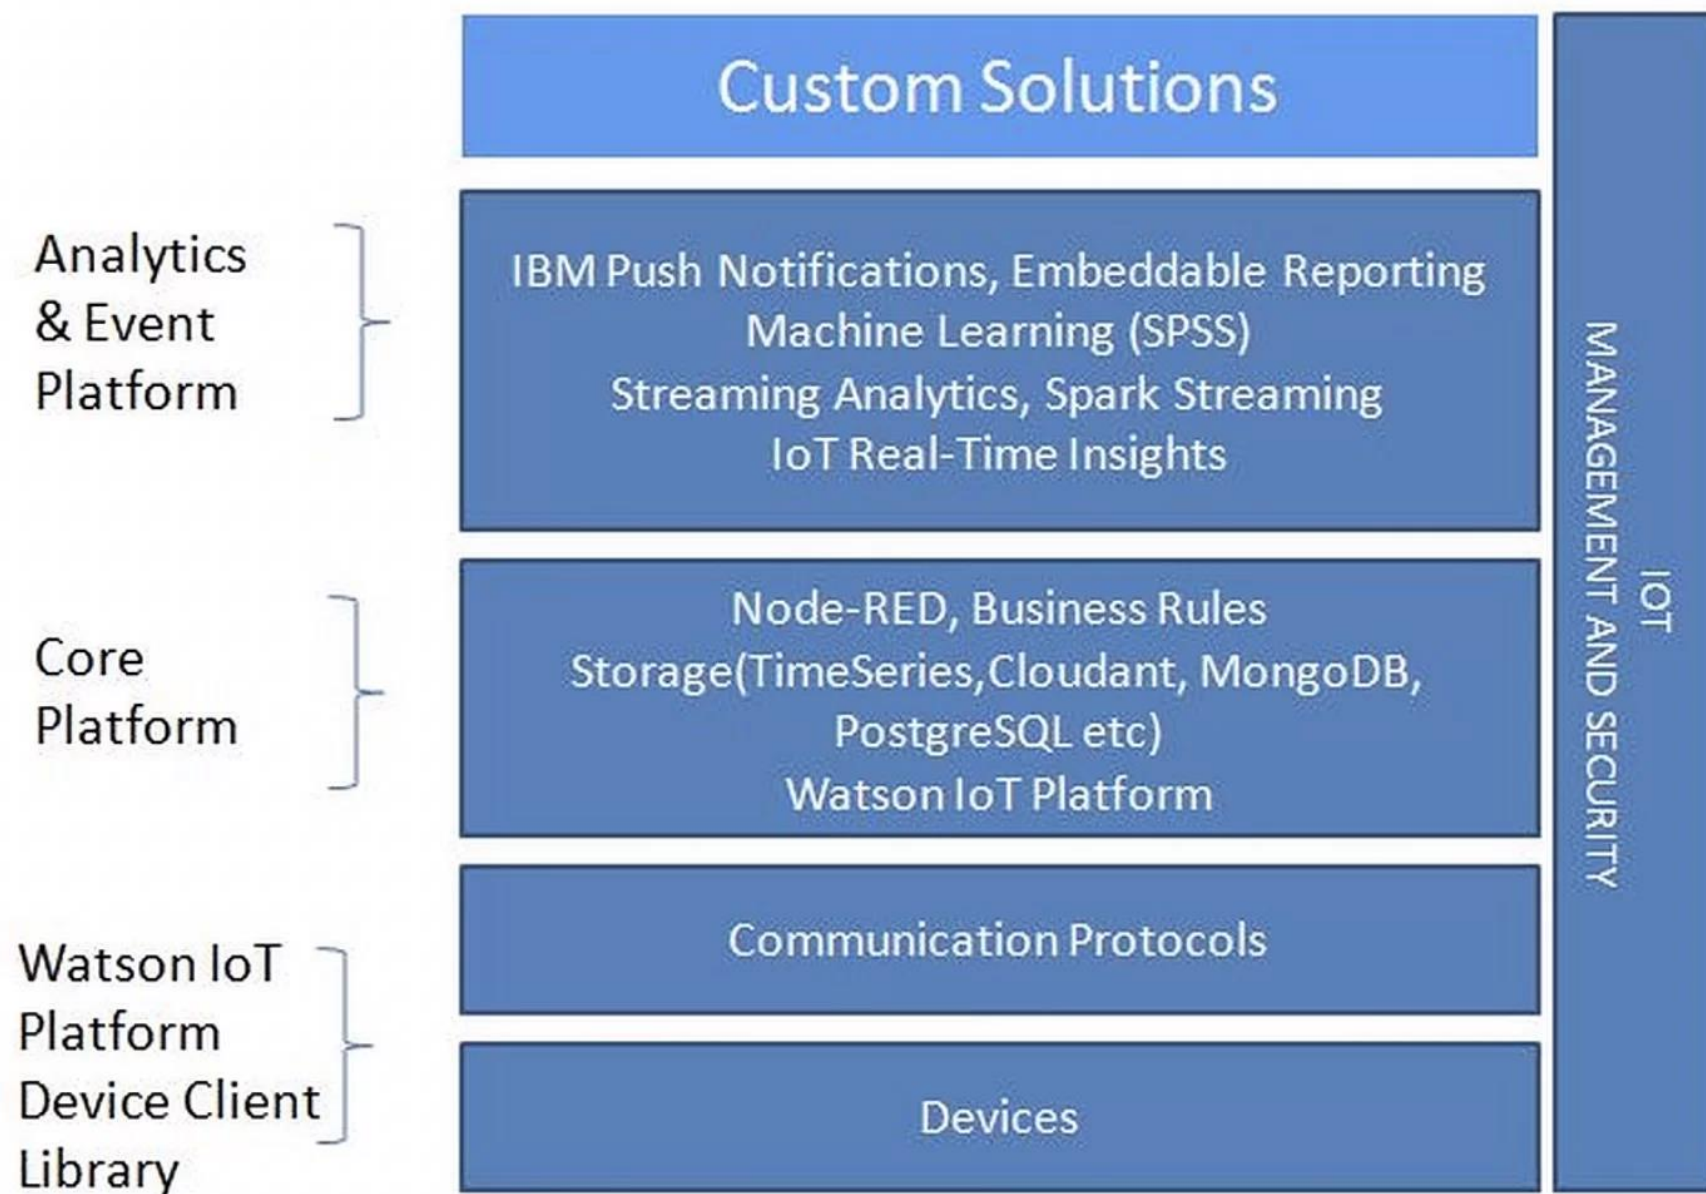 Custom Solutions
Analytics
& Event
Platform
IBM Push Notifications, Embeddable Reporting
Machine Learning (SPSS)
Streaming Analytics, Spark Streaming
IoT Real-Time Insights
Core
Platform
Node-RED, Business Rules
Storage(TimeSeries,Cloudant, MongoDB,
PostgreSQL etc)
Watson IoT Platform
Watson IoT
Platform
Device Client
Library
Communication Protocols
Devices
IOT
MANAGEMENT AND SECURITY